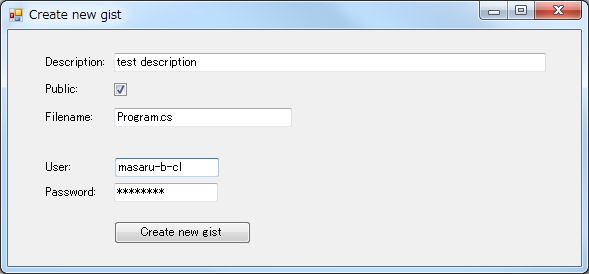 Create new gist
Description: test description
Public:
Filename: Program.cs
User: masaru-b-cl
Password: ********
Create new gist